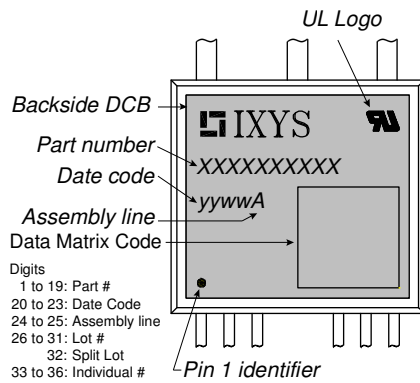 UL Logo
Backside DCB
IXYS
Part number
XXXXXXXXXX
Date code
yywwA
Assembly line
Data Matrix Code
Digits
1 to 19: Part #
20 to 23: Date Code
24 to 25: Assembly line
26 to 31: Lot #
32: Split Lot
33 to 36: Individual #
Pin 1 identifier